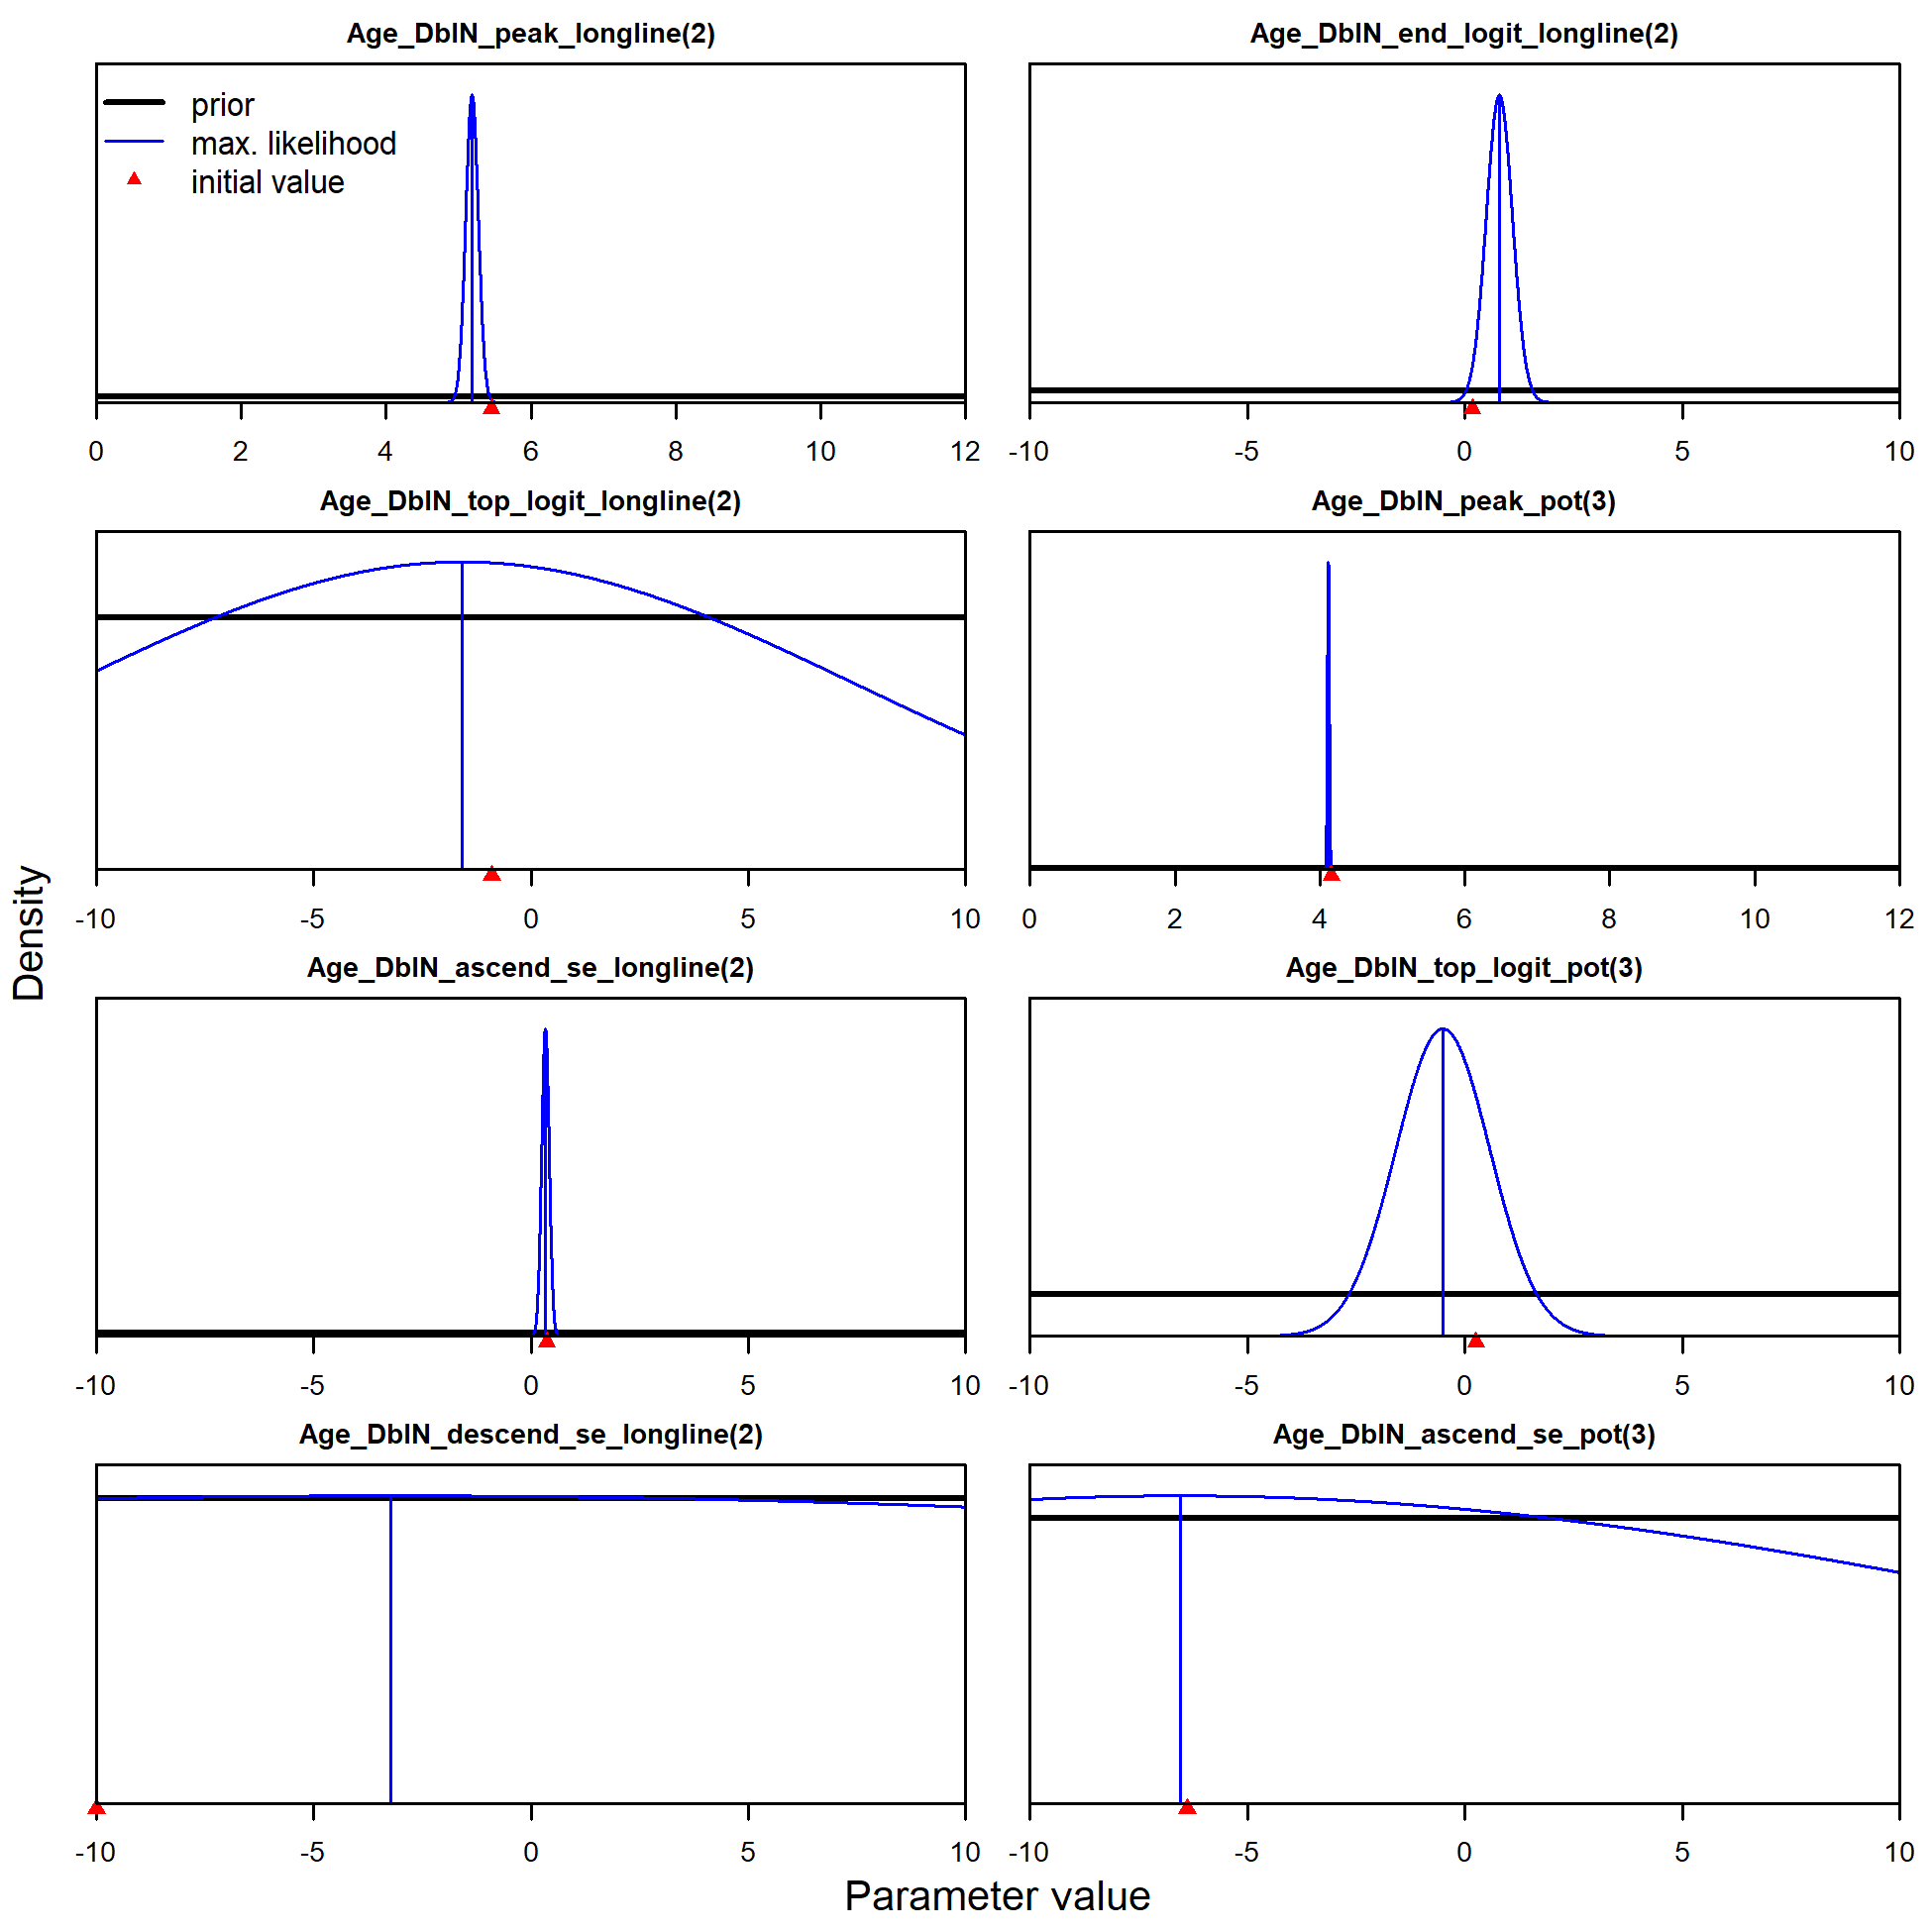 Age_DblN_peak_longline(2)
Age_DblN_end_logit_longline(2)
prior
max. likelihood
initial value
0 2 4 6 8 10 12
-10 -5 0 5 10
Age_DblN_top_logit_longline(2)
Age_DblN_peak_pot(3)
-10 -5 0 5 10
0 2 4 6 8 10 12
Density
Age_DblN_ascend_se_longline(2)
Age_DblN_top_logit_pot(3)
-10 -5 0 5 10
-10 -5 0 5 10
Age_DblN_descend_se_longline(2)
Age_DblN_ascend_se_pot(3)
-10 -5 0 5 10
-10 -5 0 5 10
Parameter value